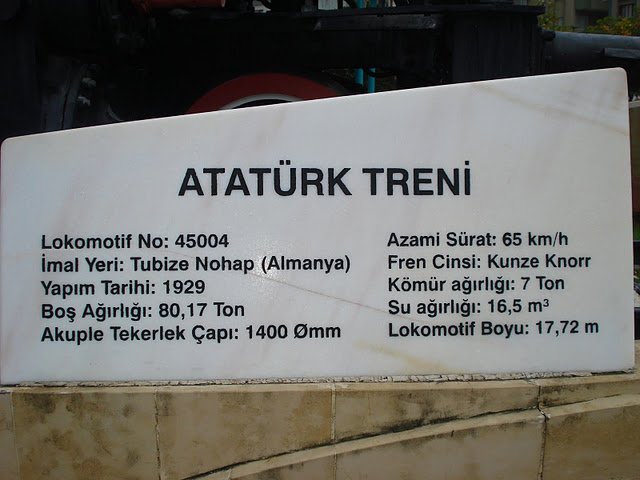 ATATÜRK TRENİ
Lokomotif No: 45004
İmal Yeri: Tubize Nohap (Almanya)
Yapım Tarihi: 1929
Boş Ağırlığı: 80,17 Ton
Akuple Tekerlek Çapı: 1400 Ømm
Azami Sürat: 65 km/h
Fren Cinsi: Kunze Knorr
Kömür ağırlığı: 7 Ton
Su ağırlığı: 16,5 m³
Lokomotif Boyu: 17,72 m